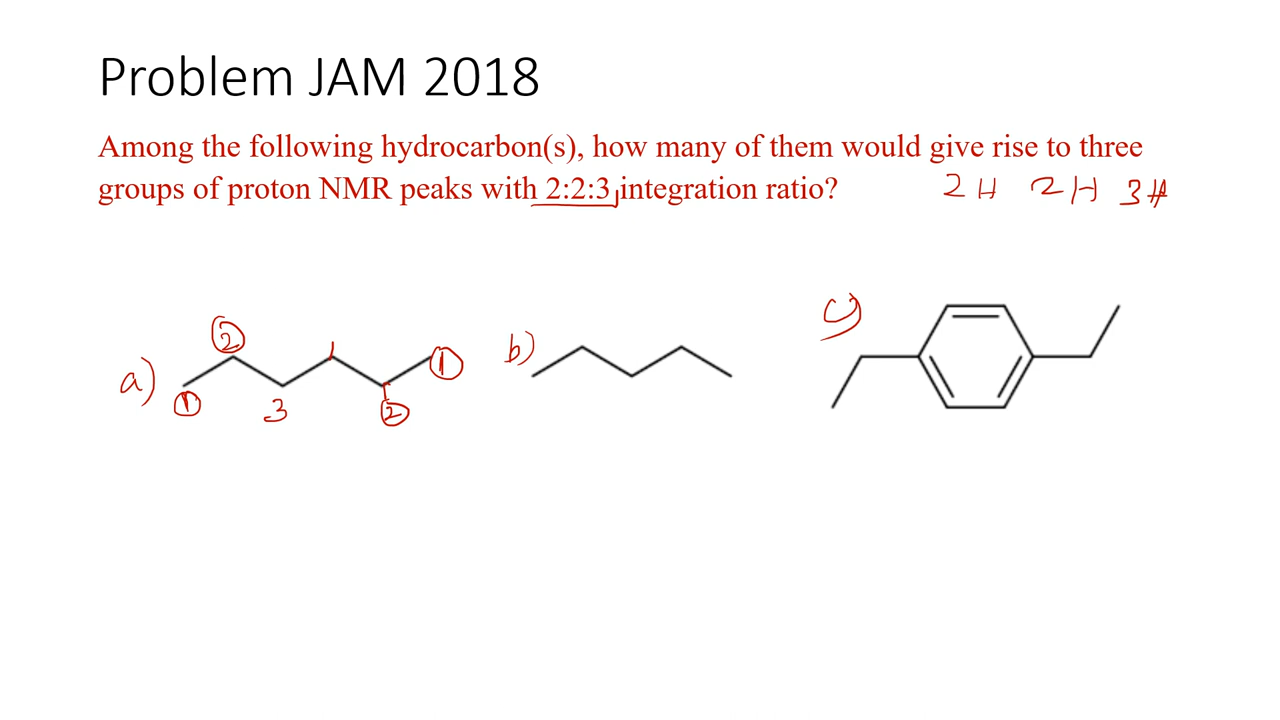 Problem JAM 2018
Among the following hydrocarbon(s), how many of them would give rise to three
groups of proton NMR peaks with 2:2:3 integration ratio?
2H 2H 3H
a) 1 2 3 2 1
b)
c)